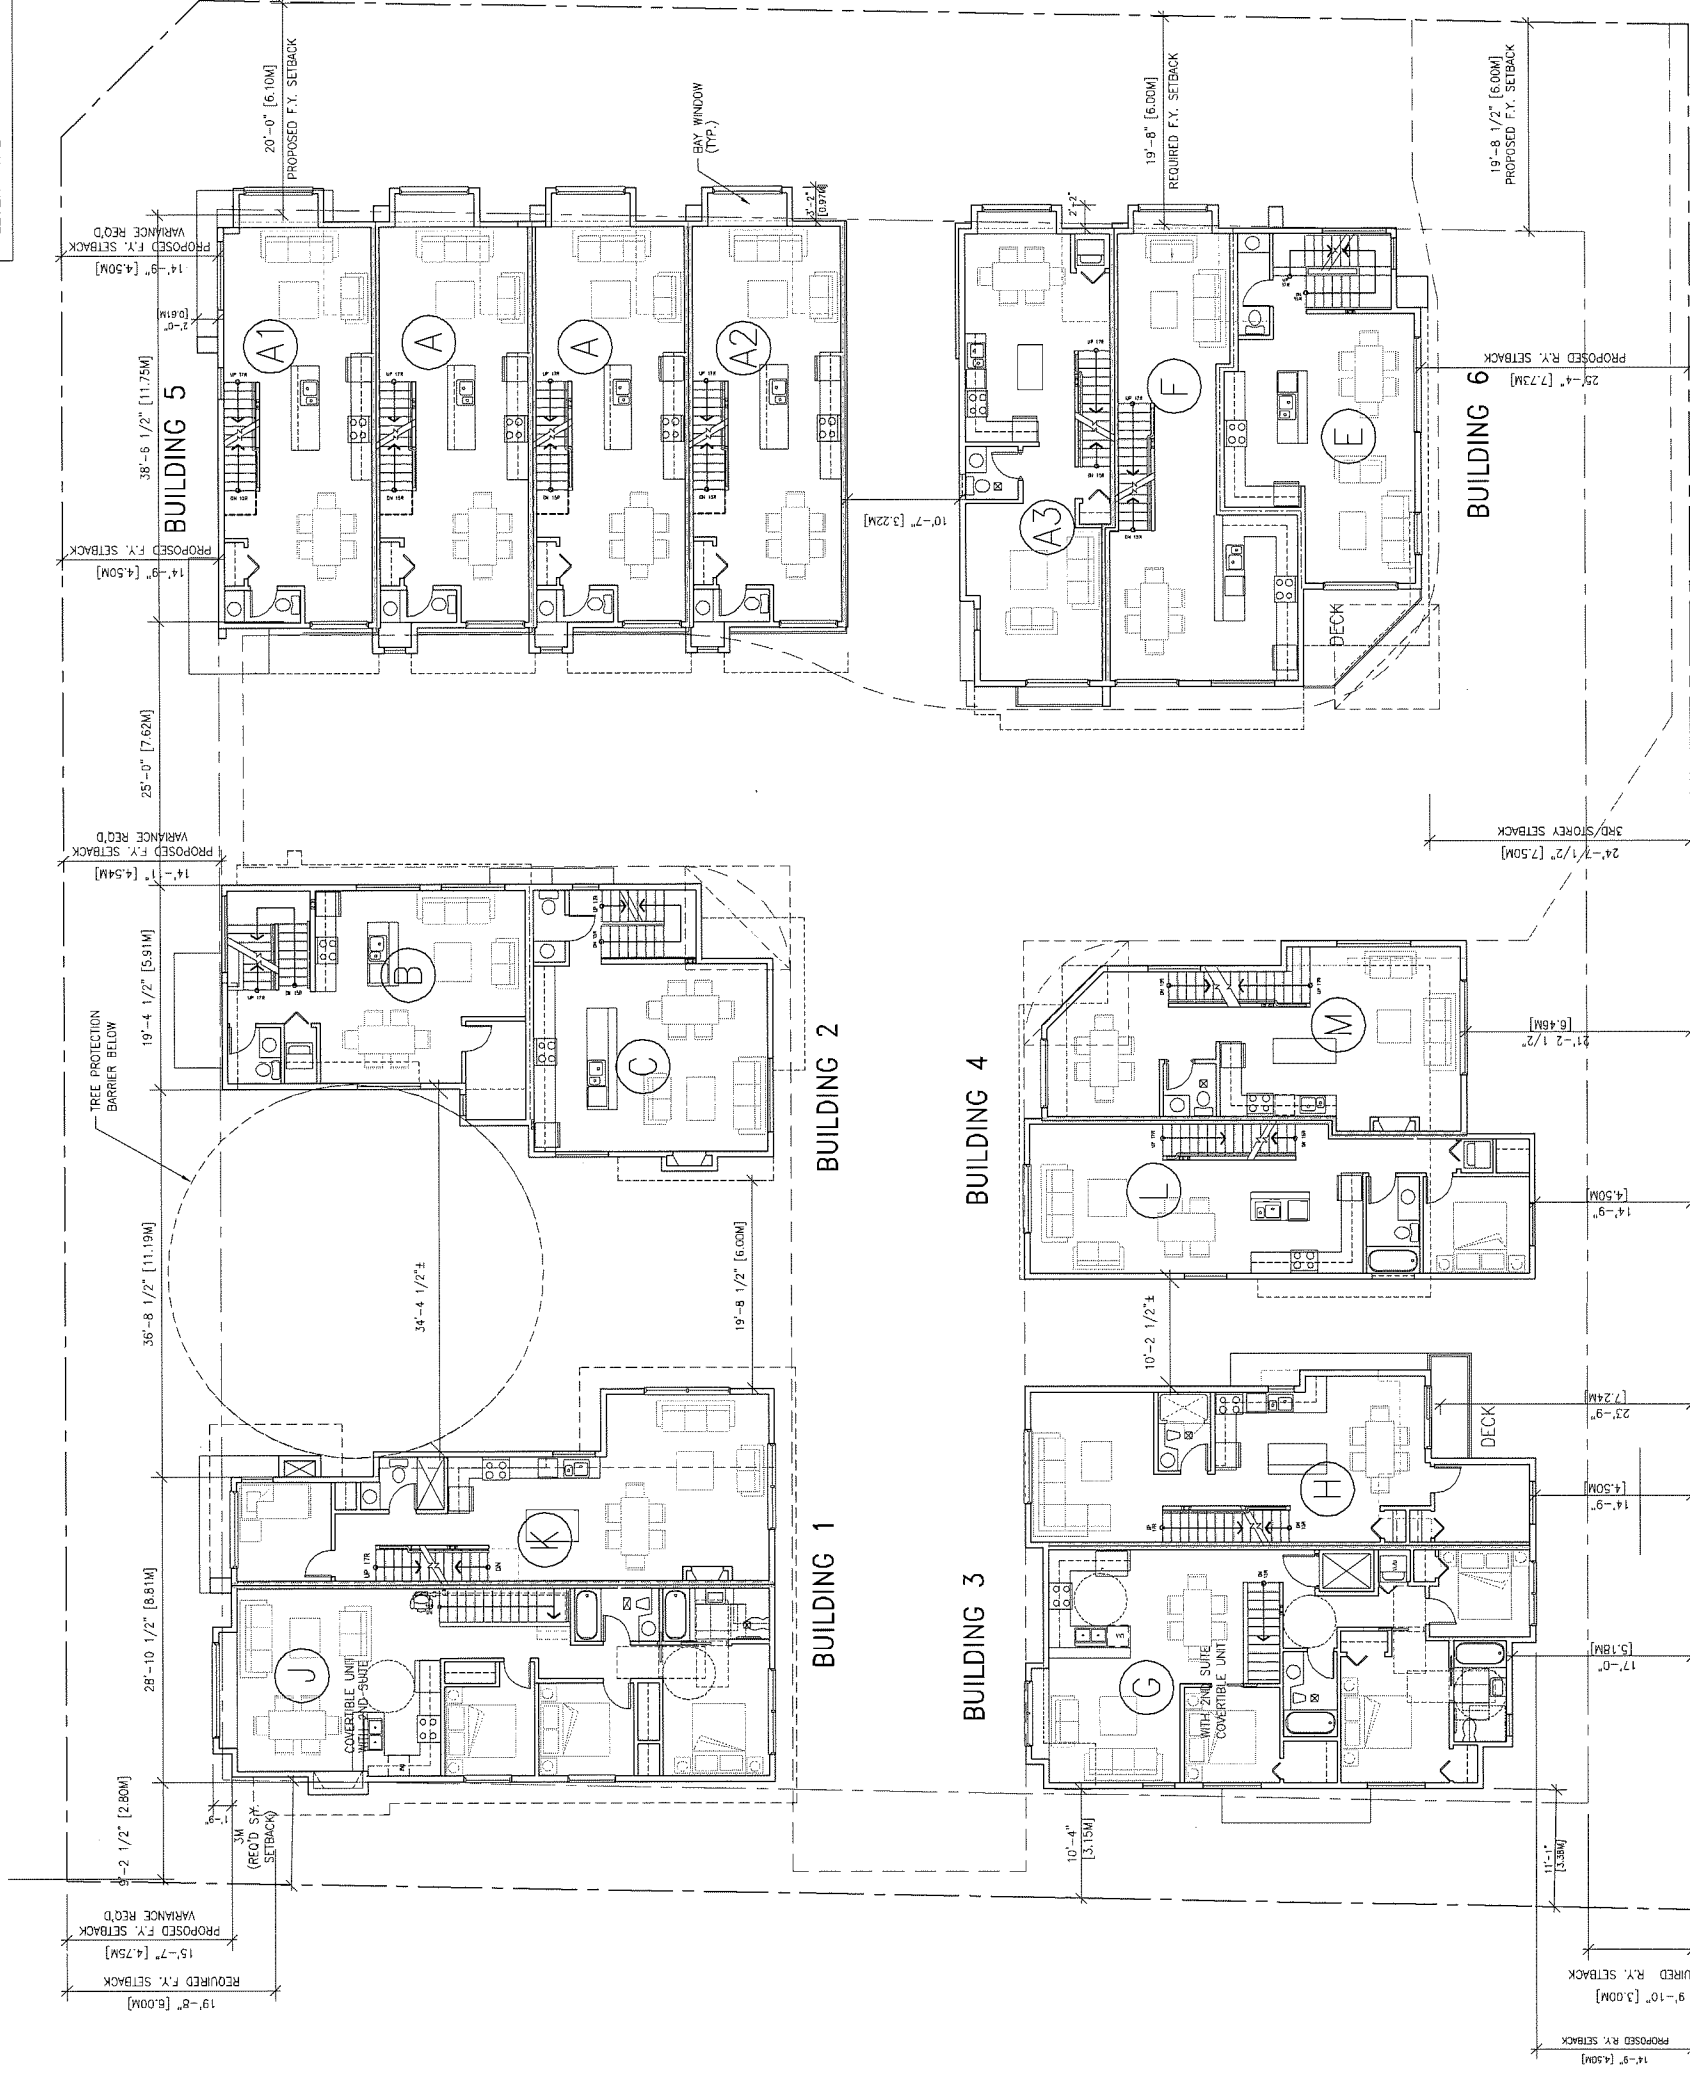 20'-0" [6.10M]
PROPOSED F.Y. SETBACK
BAY WINDOW
(TYP.)
19'-8" [6.00M]
REQUIRED F.Y. SETBACK
19'-8 1/2" [6.00M]
PROPOSED F.Y. SETBACK
14'-9" [4.50M]
PROPOSED F.Y. SETBACK
VARIANCE REQ'D
2'-0"
[0.61M]
3'-2"
[0.97M]
2'-2"
38'-6 1/2" [11.75M]
BUILDING 5
A1
A
A
A2
14'-9" [4.50M]
PROPOSED F.Y. SETBACK
10'-7" [3.22M]
A3
F
E
DECK
BUILDING 6
25'-4" [7.73M]
PROPOSED R.Y. SETBACK
25'-0" [7.62M]
14'-11" [4.54M]
PROPOSED F.Y. SETBACK
VARIANCE REQ'D
24'-7 1/2" [7.50M]
3RD STOREY SETBACK
TREE PROTECTION
BARRIER BELOW
19'-4 1/2" [5.91M]
B
C
BUILDING 2
BUILDING 4
M
L
21'-2 1/2"
[6.46M]
14'-9"
[4.50M]
36'-8 1/2" [11.19M]
34'-4 1/2"±
19'-8 1/2" [6.00M]
10'-2 1/2"±
28'-10 1/2" [8.81M]
K
J
COVERTIBLE UNIT
WITH 2ND SUITE
UP 17R
DN
BUILDING 1
BUILDING 3
H
DECK
G
WITH 2ND SUITE
COVERTIBLE UNIT
23'-9"
[7.24M]
14'-9"
[4.50M]
17'-0"
[5.18M]
9'-2 1/2" [2.80M]
1'-9"
3M
(REQ'D S.Y.
SETBACK)
10'-4"
[3.15M]
11'-1"
[3.38M]
15'-7" [4.75M]
PROPOSED F.Y. SETBACK
VARIANCE REQ'D
19'-8" [6.00M]
REQUIRED F.Y. SETBACK
9'-10" [3.00M]
UIRED R.Y. SETBACK
14'-9" [4.50M]
PROPOSED R.Y. SETBACK